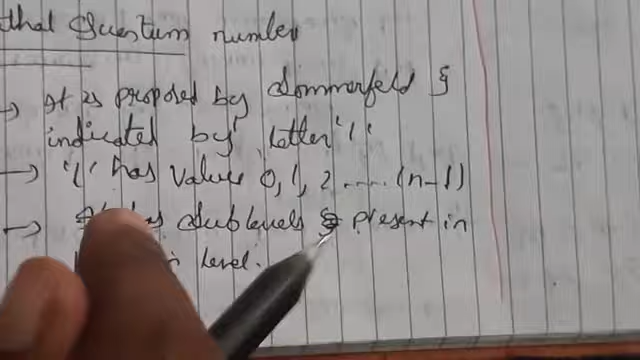 thal Quantum number
→ It is proposed by Sommerfeld &
indicated by letter 'l'
→ 'l' has values 0, 1, 2 ..... (n-1)
→ sublevels present in
level.